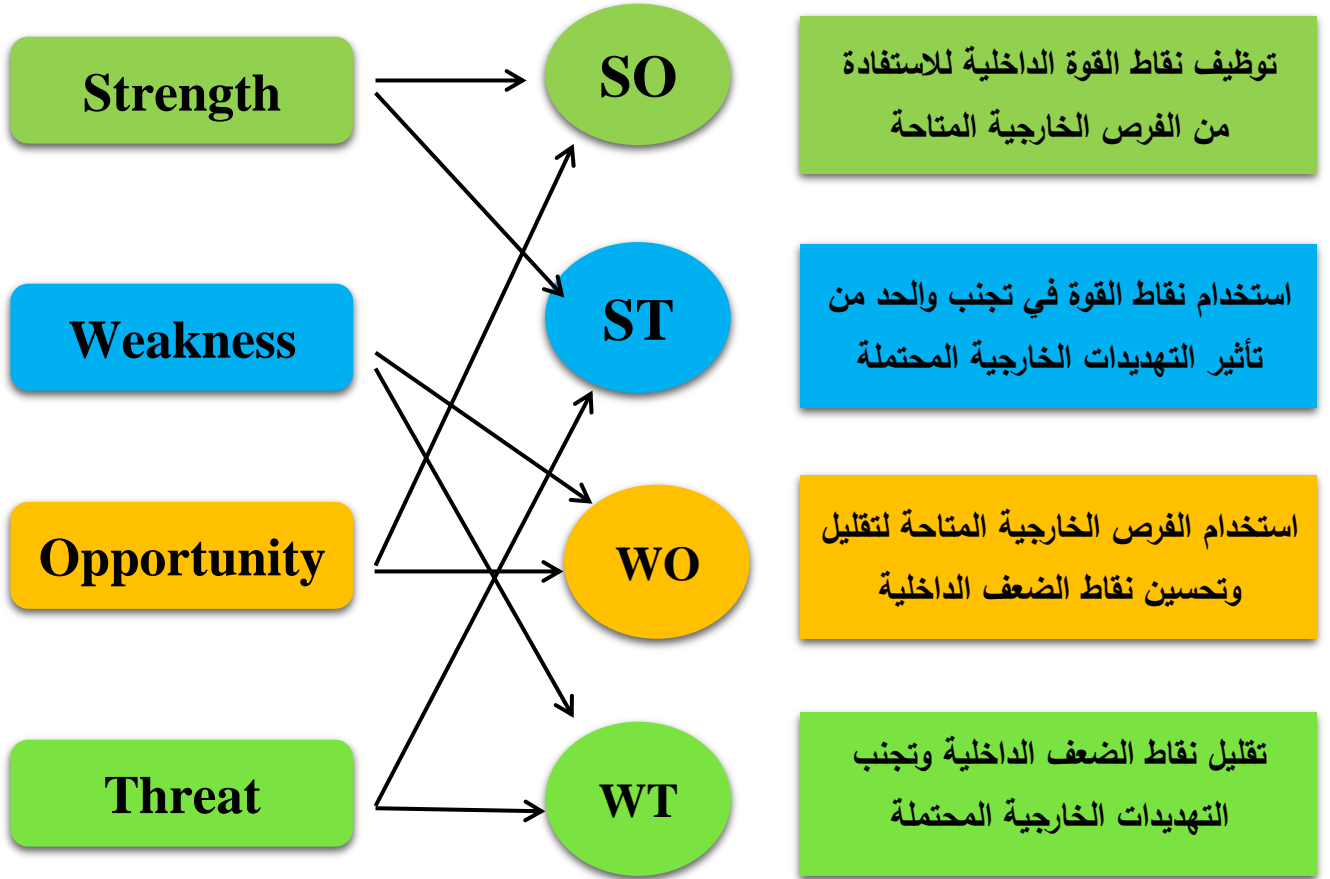 Strength
SO
توظيف نقاط القوة الداخلية للاستفادة
من الفرص الخارجية المتاحة
Weakness
ST
استخدام نقاط القوة في تجنب والحد من
تأثير التهديدات الخارجية المحتملة
Opportunity
WO
استخدام الفرص الخارجية المتاحة لتقليل
وتحسين نقاط الضعف الداخلية
Threat
WT
تقليل نقاط الضعف الداخلية وتجنب
التهديدات الخارجية المحتملة